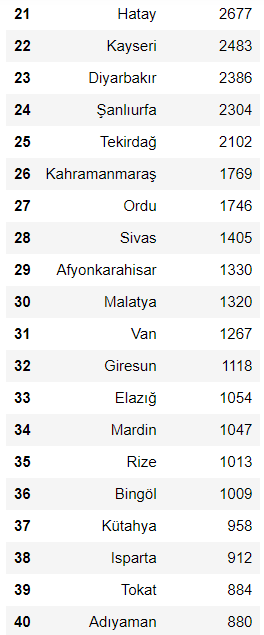 21 Hatay 2677
22 Kayseri 2483
23 Diyarbakır 2386
24 Şanlıurfa 2304
25 Tekirdağ 2102
26 Kahramanmaraş 1769
27 Ordu 1746
28 Sivas 1405
29 Afyonkarahisar 1330
30 Malatya 1320
31 Van 1267
32 Giresun 1118
33 Elazığ 1054
34 Mardin 1047
35 Rize 1013
36 Bingöl 1009
37 Kütahya 958
38 Isparta 912
39 Tokat 884
40 Adıyaman 880